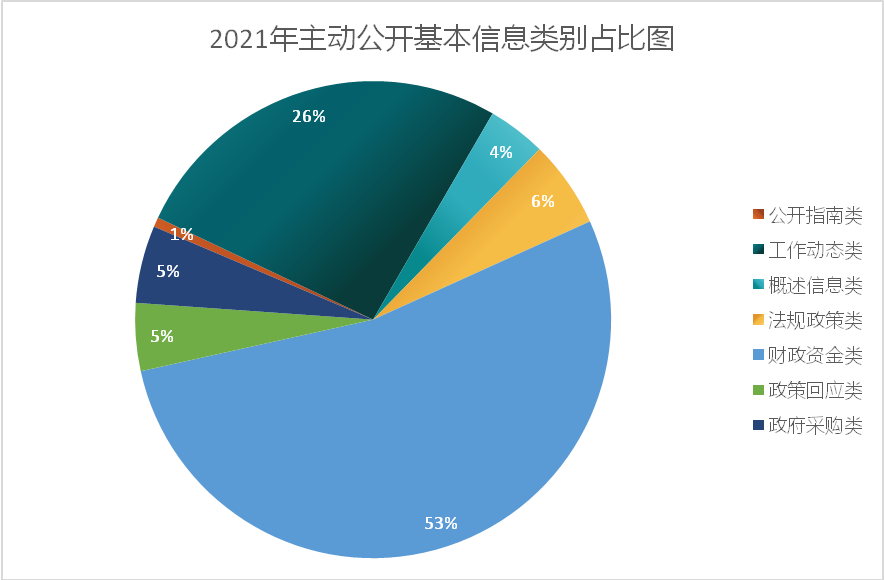 2021年主动公开基本信息类别占比图
26%
4%
6%
1%
5%
5%
53%
公开指南类
工作动态类
概述信息类
法规政策类
财政资金类
政策回应类
政府采购类